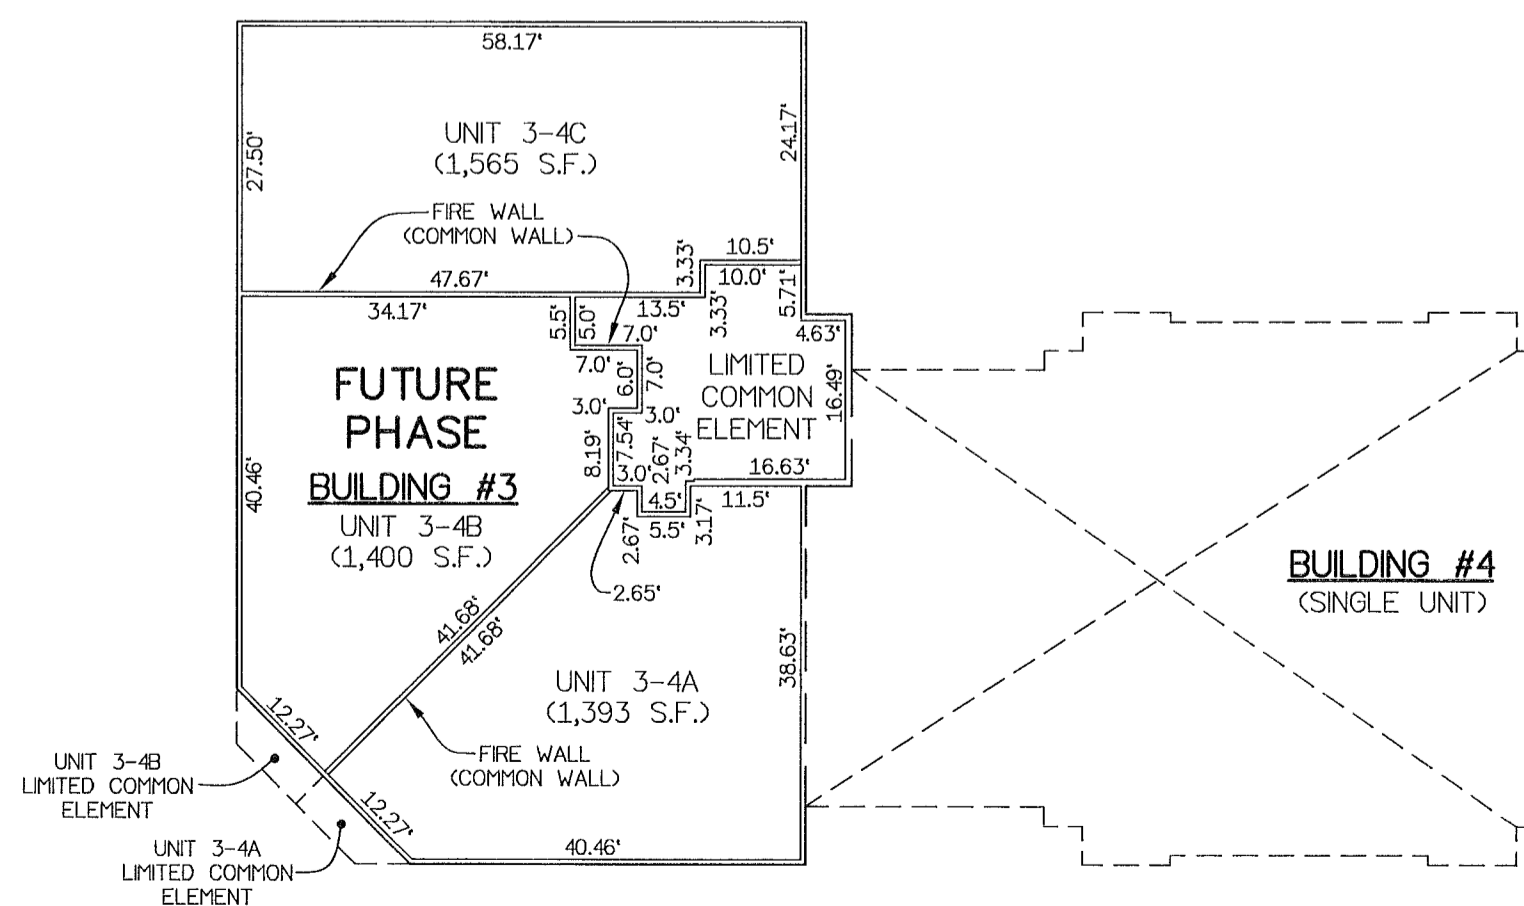 58.17'
UNIT 3-4C
(1,565 S.F.)
27.50'
24.17'
FIRE WALL
(COMMON WALL)
47.67'
3.33'
10.5'
10.0'
3.33'
5.71'
34.17'
5.5'
5.0'
13.5'
7.0'
7.0'
6.0'
7.0'
4.63'
LIMITED
COMMON
ELEMENT
16.49'
FUTURE
PHASE
BUILDING #3
UNIT 3-4B
(1,400 S.F.)
40.46'
3.0'
3.0'
8.19'
7.54'
3.0'
2.67'
3.34'
16.63'
4.5'
11.5'
5.5'
2.67'
3.17'
2.65'
BUILDING #4
(SINGLE UNIT)
41.68'
41.68'
38.63'
UNIT 3-4A
(1,393 S.F.)
12.27'
FIRE WALL
(COMMON WALL)
UNIT 3-4B
LIMITED COMMON
ELEMENT
12.27'
40.46'
UNIT 3-4A
LIMITED COMMON
ELEMENT